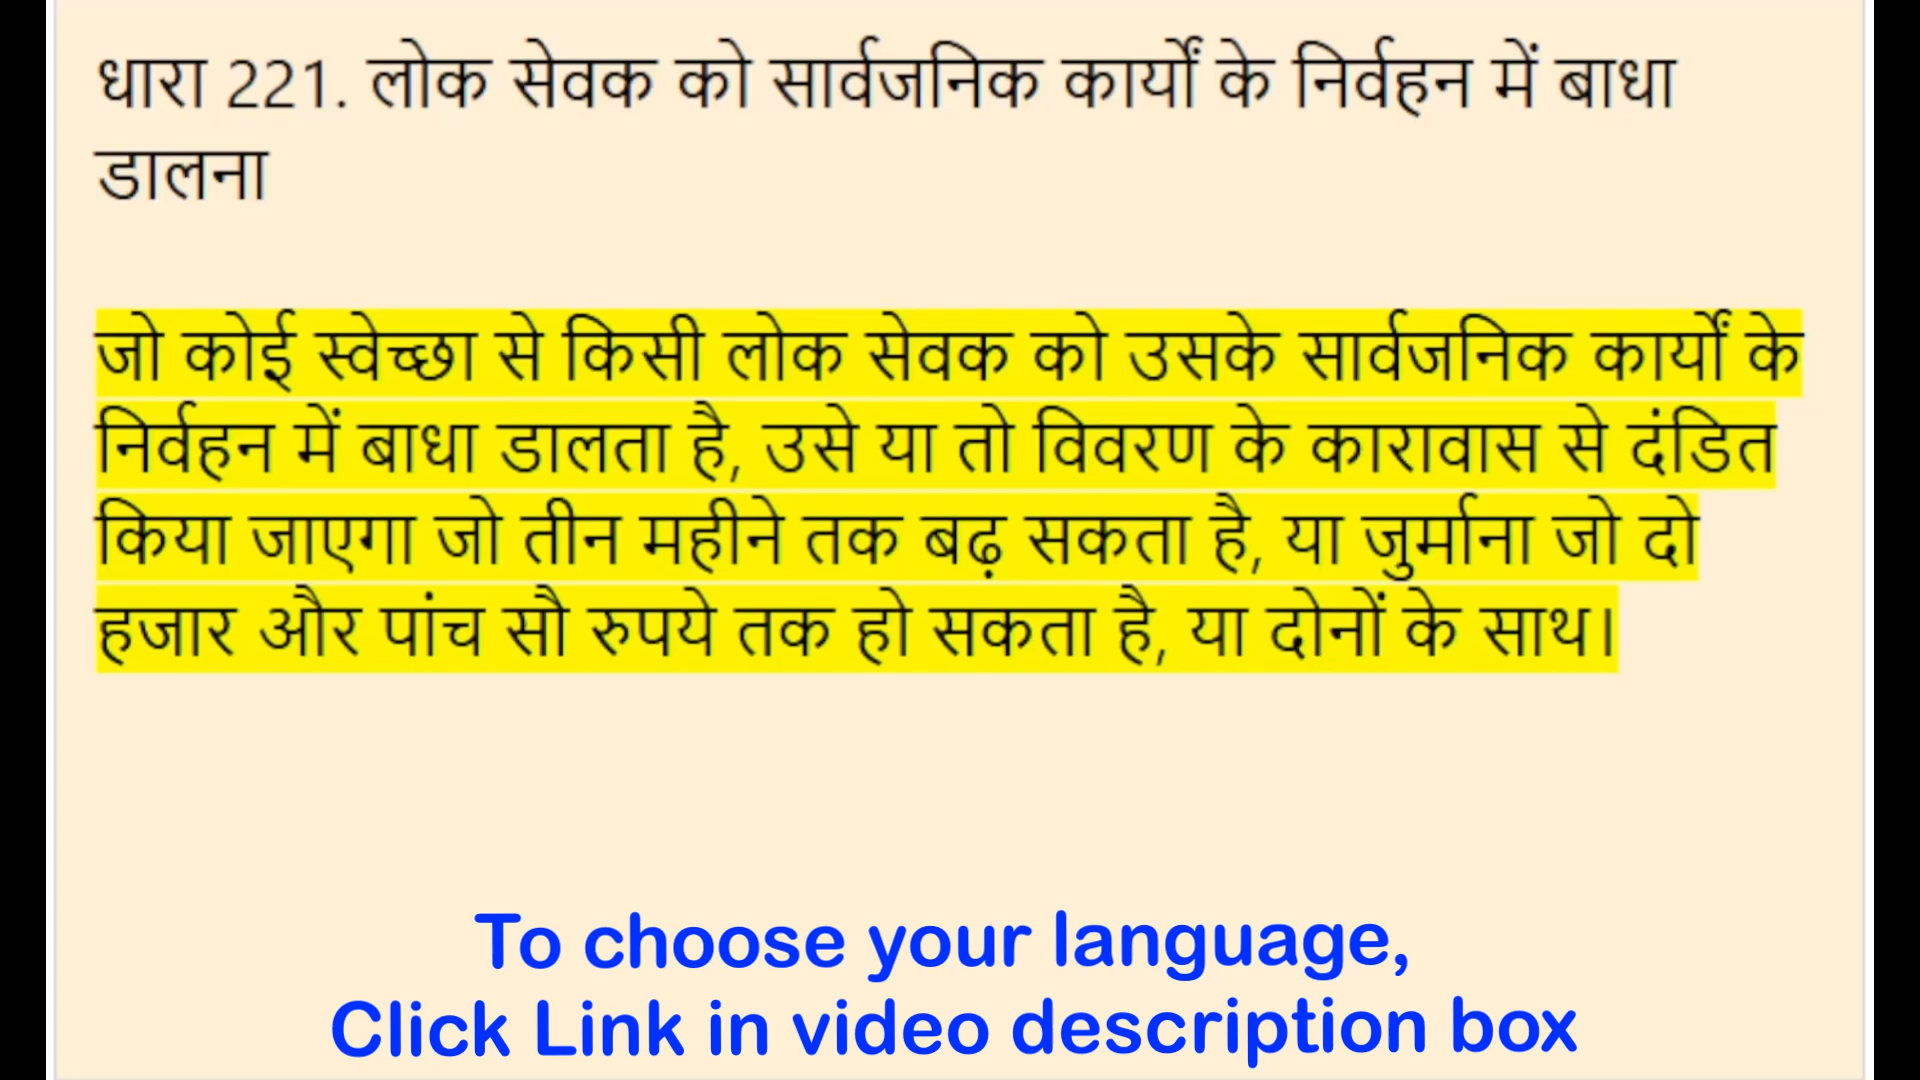 धारा 221. लोक सेवक को सार्वजनिक कार्यों के निर्वहन में बाधा
डालना
जो कोई स्वेच्छा से किसी लोक सेवक को उसके सार्वजनिक कार्यों के
निर्वहन में बाधा डालता है, उसे या तो विवरण के कारावास से दंडित
किया जाएगा जो तीन महीने तक बढ़ सकता है, या जुर्माना जो दो
हजार और पांच सौ रुपये तक हो सकता है, या दोनों के साथ।
To choose your language,
Click Link in video description box